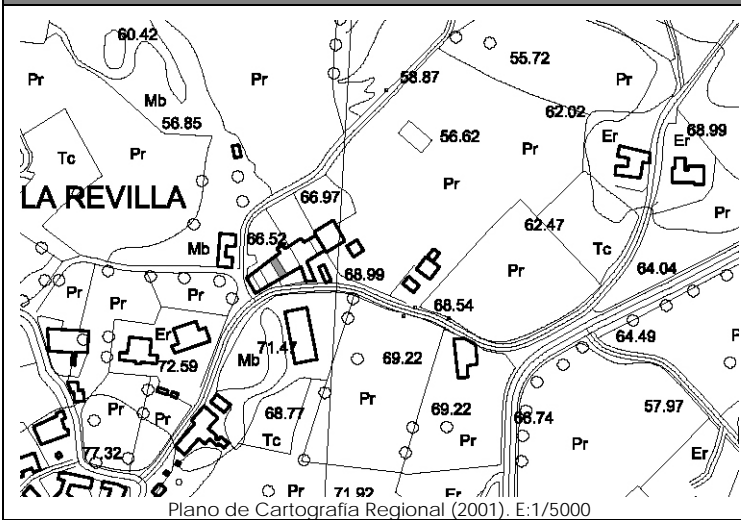 60.42
55.72
Pr
Pr
58.87
Pr
Mb
62.02
56.85
56.62
Er
Er
68.99
Tc
Pr
Pr
Pr
LA REVILLA
66.97
Pr
62.47
66.52
Mb
Tc
68.99
Pr
64.04
Pr
Pr
Pr
68.54
Er
64.49
71.47
Mb
69.22
72.59
Pr
57.97
Pr
Pr
68.77
69.22
66.74
Tc
Pr
Pr
Er
77.32
Pr
71.92
Er
Plano de Cartografía Regional (2001). E:1/5000